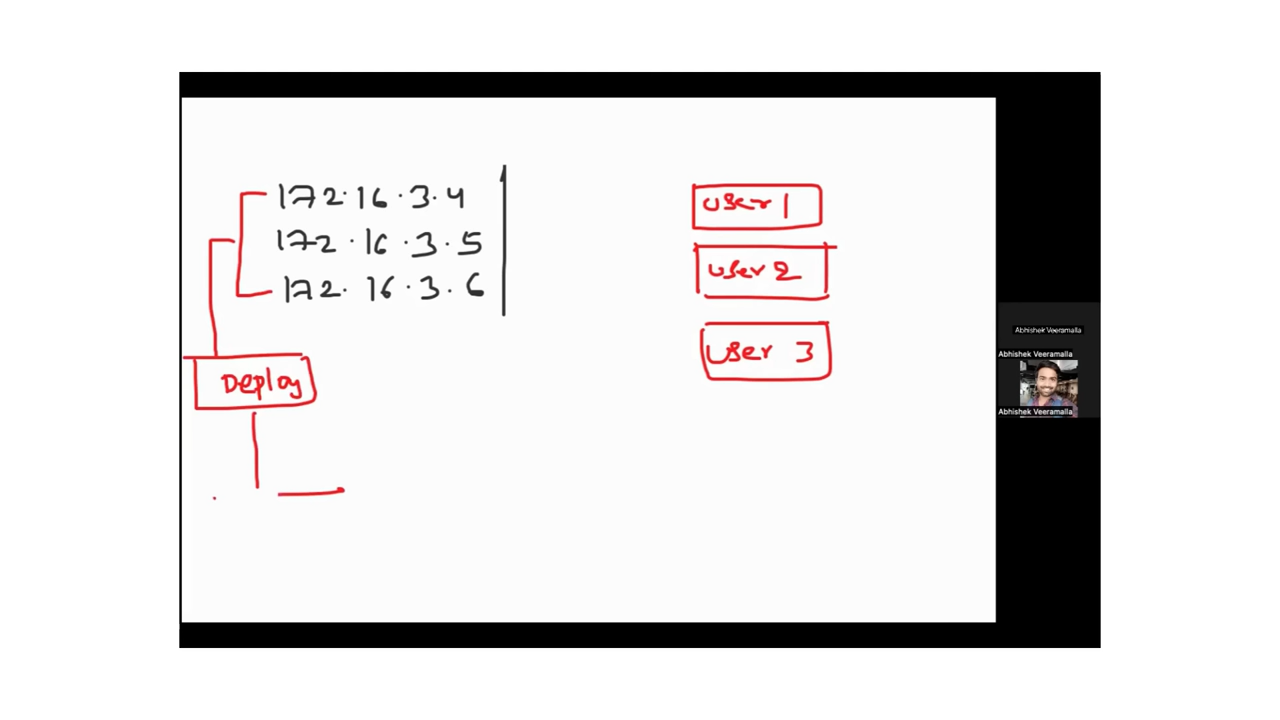 172.16.3.4
172.16.3.5
172.16.3.6
Deploy
user 1
user 2
user 3
Abhishek Veeramalla
Abhishek Veeramalla
Abhishek Veeramalla